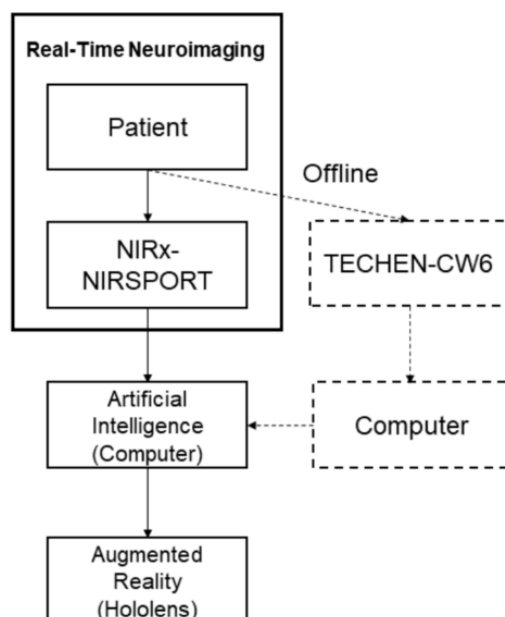 Real-Time Neuroimaging
Patient
Offline
NIRx-
NIRSPORT
TECHEN-CW6
Artificial
Intelligence
(Computer)
Computer
Augmented
Reality
(Hololens)